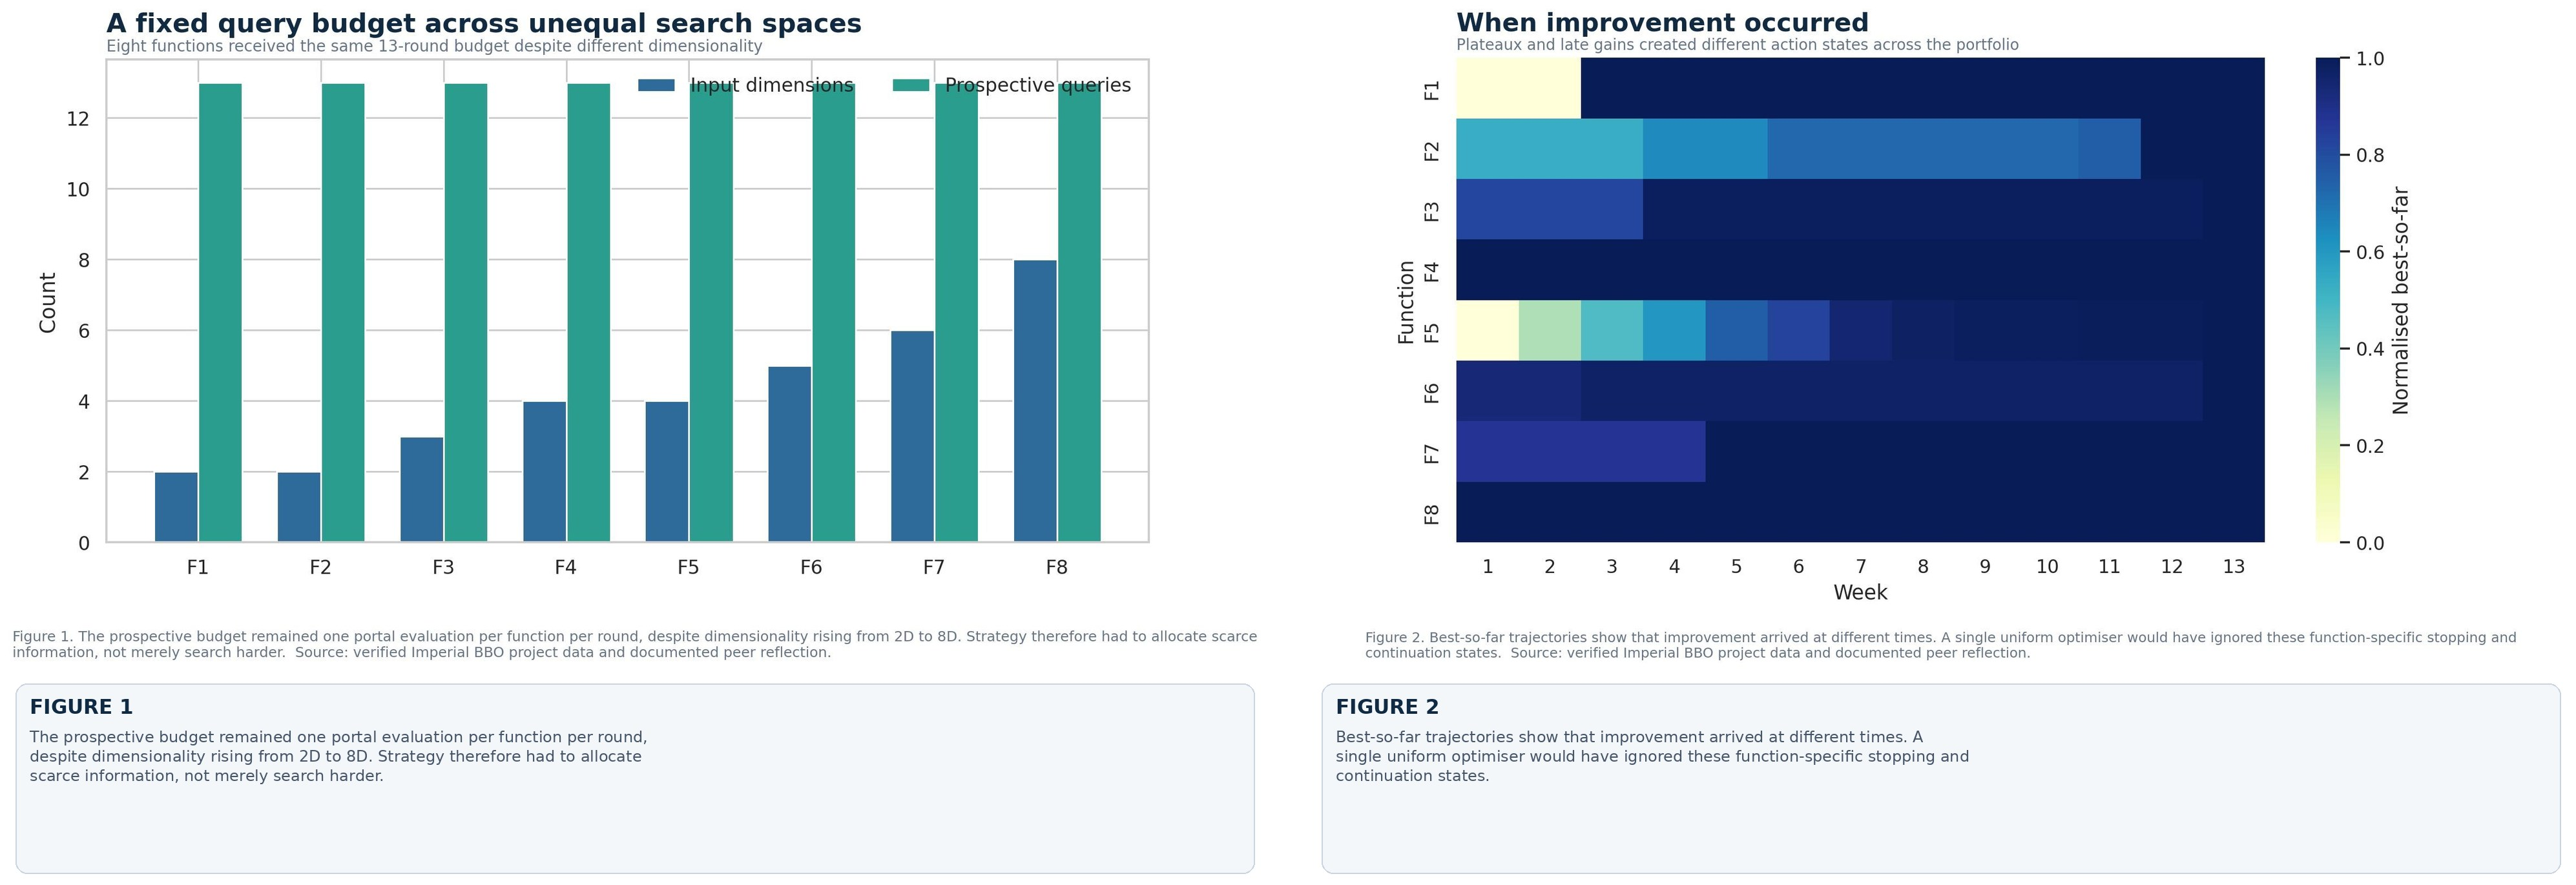 A fixed query budget across unequal search spaces
Eight functions received the same 13-round budget despite different dimensionality
Input dimensions
Prospective queries
Count
12
10
8
6
4
2
0
F1
F2
F3
F4
F5
F6
F7
F8
Figure 1. The prospective budget remained one portal evaluation per function per round, despite dimensionality rising from 2D to 8D. Strategy therefore had to allocate scarce
information, not merely search harder.  Source: verified Imperial BBO project data and documented peer reflection.
FIGURE 1
The prospective budget remained one portal evaluation per function per round,
despite dimensionality rising from 2D to 8D. Strategy therefore had to allocate
scarce information, not merely search harder.
When improvement occurred
Plateaux and late gains created different action states across the portfolio
Function
F1
F2
F3
F4
F5
F6
F7
F8
1
2
3
4
5
6
7
8
9
10
11
12
13
Week
1.0
0.8
0.6
0.4
0.2
0.0
Normalised best-so-far
Figure 2. Best-so-far trajectories show that improvement arrived at different times. A single uniform optimiser would have ignored these function-specific stopping and
continuation states.  Source: verified Imperial BBO project data and documented peer reflection.
FIGURE 2
Best-so-far trajectories show that improvement arrived at different times. A
single uniform optimiser would have ignored these function-specific stopping and
continuation states.